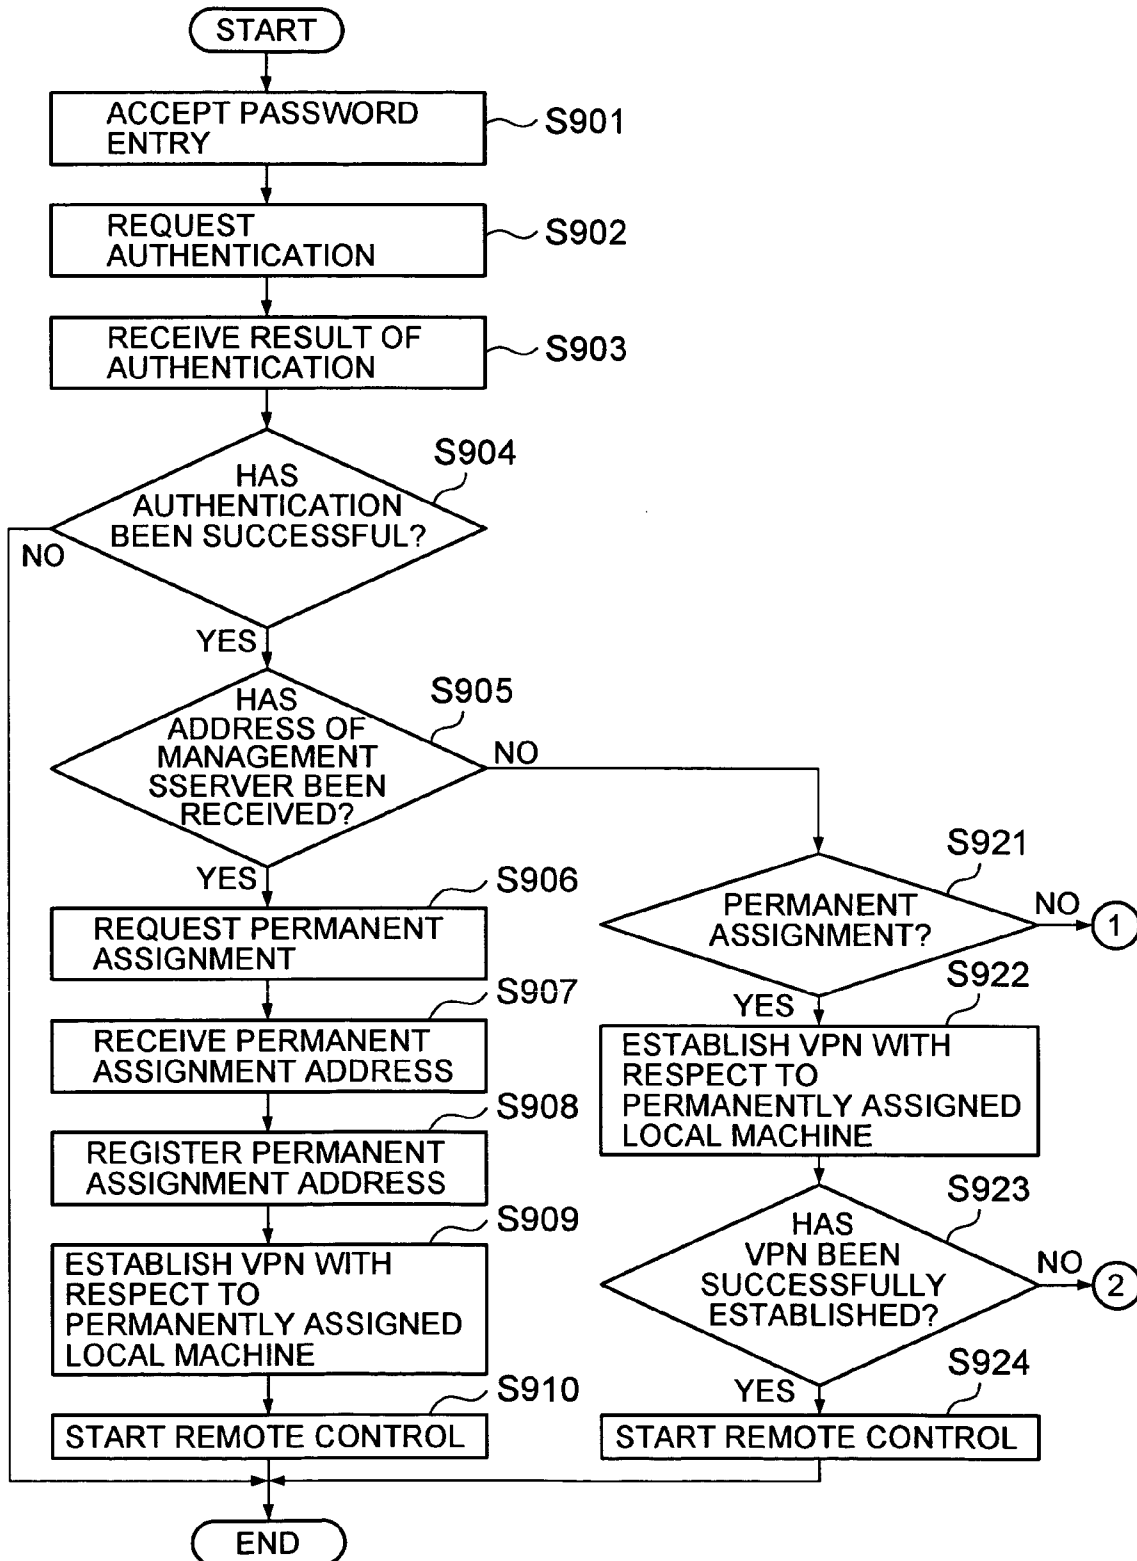 START
ACCEPT PASSWORD
ENTRY
S901
REQUEST
AUTHENTICATION
S902
RECEIVE RESULT OF
AUTHENTICATION
S903
S904
HAS
AUTHENTICATION
BEEN SUCCESSFUL?
NO
YES
S905
HAS
ADDRESS OF
MANAGEMENT
SSERVER BEEN
RECEIVED?
NO
YES
S906
REQUEST PERMANENT
ASSIGNMENT
S907
RECEIVE PERMANENT
ASSIGNMENT ADDRESS
S908
REGISTER PERMANENT
ASSIGNMENT ADDRESS
S909
ESTABLISH VPN WITH
RESPECT TO
PERMANENTLY ASSIGNED
LOCAL MACHINE
S910
START REMOTE CONTROL
S921
PERMANENT
ASSIGNMENT?
NO
1
YES
S922
ESTABLISH VPN WITH
RESPECT TO
PERMANENTLY ASSIGNED
LOCAL MACHINE
S923
HAS
VPN BEEN
SUCCESSFULLY
ESTABLISHED?
NO
2
YES
S924
START REMOTE CONTROL
END